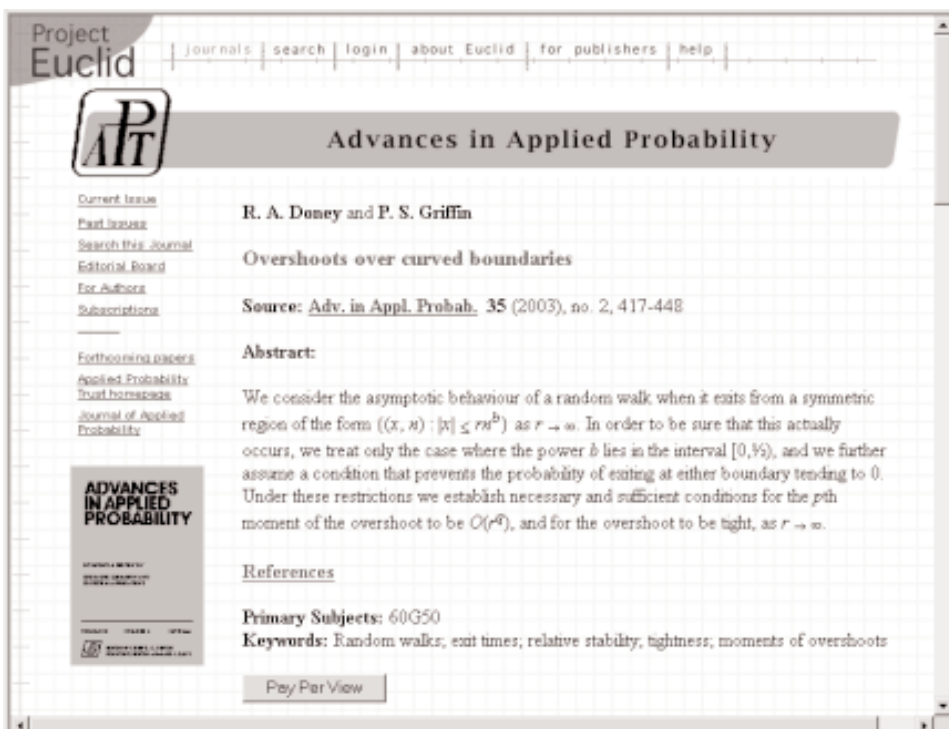 Project
Euclid
journals search login about Euclid for publishers help
APT
Advances in Applied Probability
Current Issue
Past Issues
Search this Journal
Editorial Board
For Authors
Subscriptions
Forthcoming papers
Applied Probability
Trust homepage
Journal of Applied
Probability
ADVANCES
IN APPLIED
PROBABILITY
R. A. Doney and P. S. Griffin
Overshoots over curved boundaries
Source: Adv. in Appl. Probab. 35 (2003), no. 2, 417-448
Abstract:
We consider the asymptotic behaviour of a random walk when it exits from a symmetric
region of the form {(x, n) : |x| ≤ rn^b} as r → ∞. In order to be sure that this actually
occurs, we treat only the case where the power b lies in the interval [0,½), and we further
assume a condition that prevents the probability of exiting at either boundary tending to 0.
Under these restrictions we establish necessary and sufficient conditions for the pth
moment of the overshoot to be O(r^q), and for the overshoot to be tight, as r → ∞.
References
Primary Subjects: 60G50
Keywords: Random walks; exit times; relative stability; tightness; moments of overshoots
Pay Per View